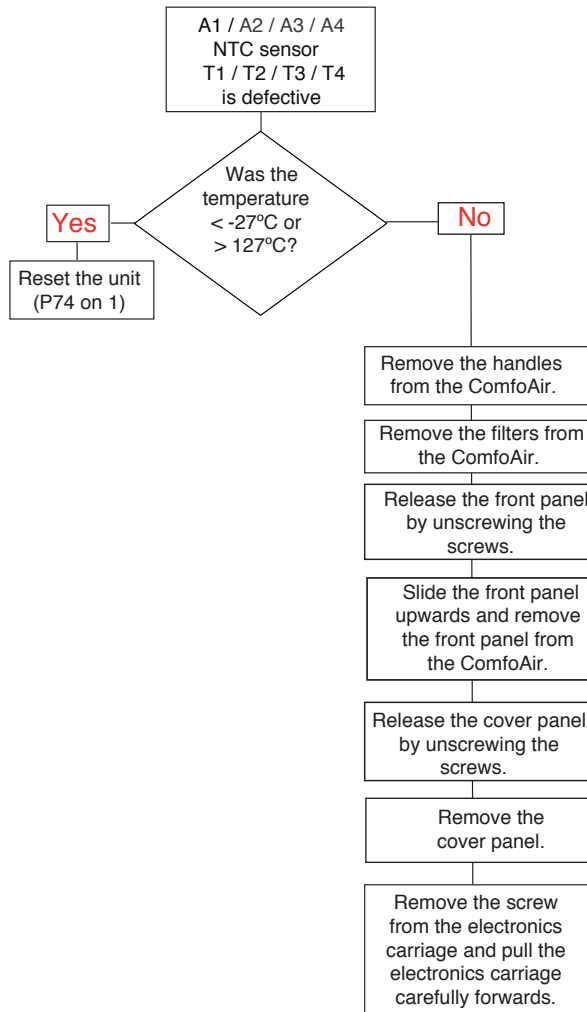 A1 / A2 / A3 / A4
NTC sensor
T1 / T2 / T3 / T4
is defective
Was the
temperature
< -27ºC or
> 127ºC?
Yes
No
Reset the unit
(P74 on 1)
Remove the handles
from the ComfoAir.
Remove the filters from
the ComfoAir.
Release the front panel
by unscrewing the
screws.
Slide the front panel
upwards and remove
the front panel from
the ComfoAir.
Release the cover panel
by unscrewing the
screws.
Remove the
cover panel.
Remove the screw
from the electronics
carriage and pull the
electronics carriage
carefully forwards.